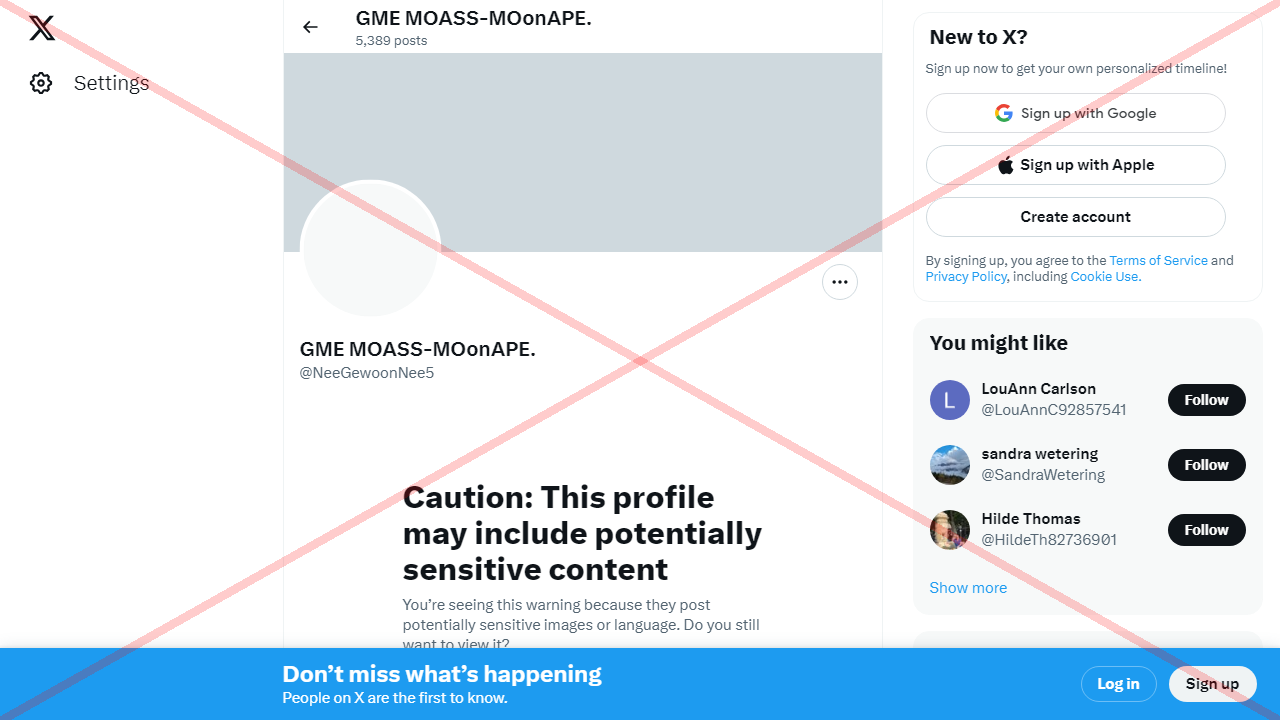 Settings
GME MOASS-MOonAPE.
5,389 posts
GME MOASS-MOonAPE.
@NeeGewoonNee5
Caution: This profile
may include potentially
sensitive content
You're seeing this warning because they post
potentially sensitive images or language. Do you still
want to view it?
New to X?
Sign up now to get your own personalized timeline!
Sign up with Google
Sign up with Apple
Create account
By signing up, you agree to the Terms of Service and
Privacy Policy, including Cookie Use.
You might like
L
LouAnn Carlson
@LouAnnC92857541
Follow
sandra wetering
@SandraWetering
Follow
Hilde Thomas
@HildeTh82736901
Follow
Show more
Don't miss what's happening
People on X are the first to know.
Log in
Sign up